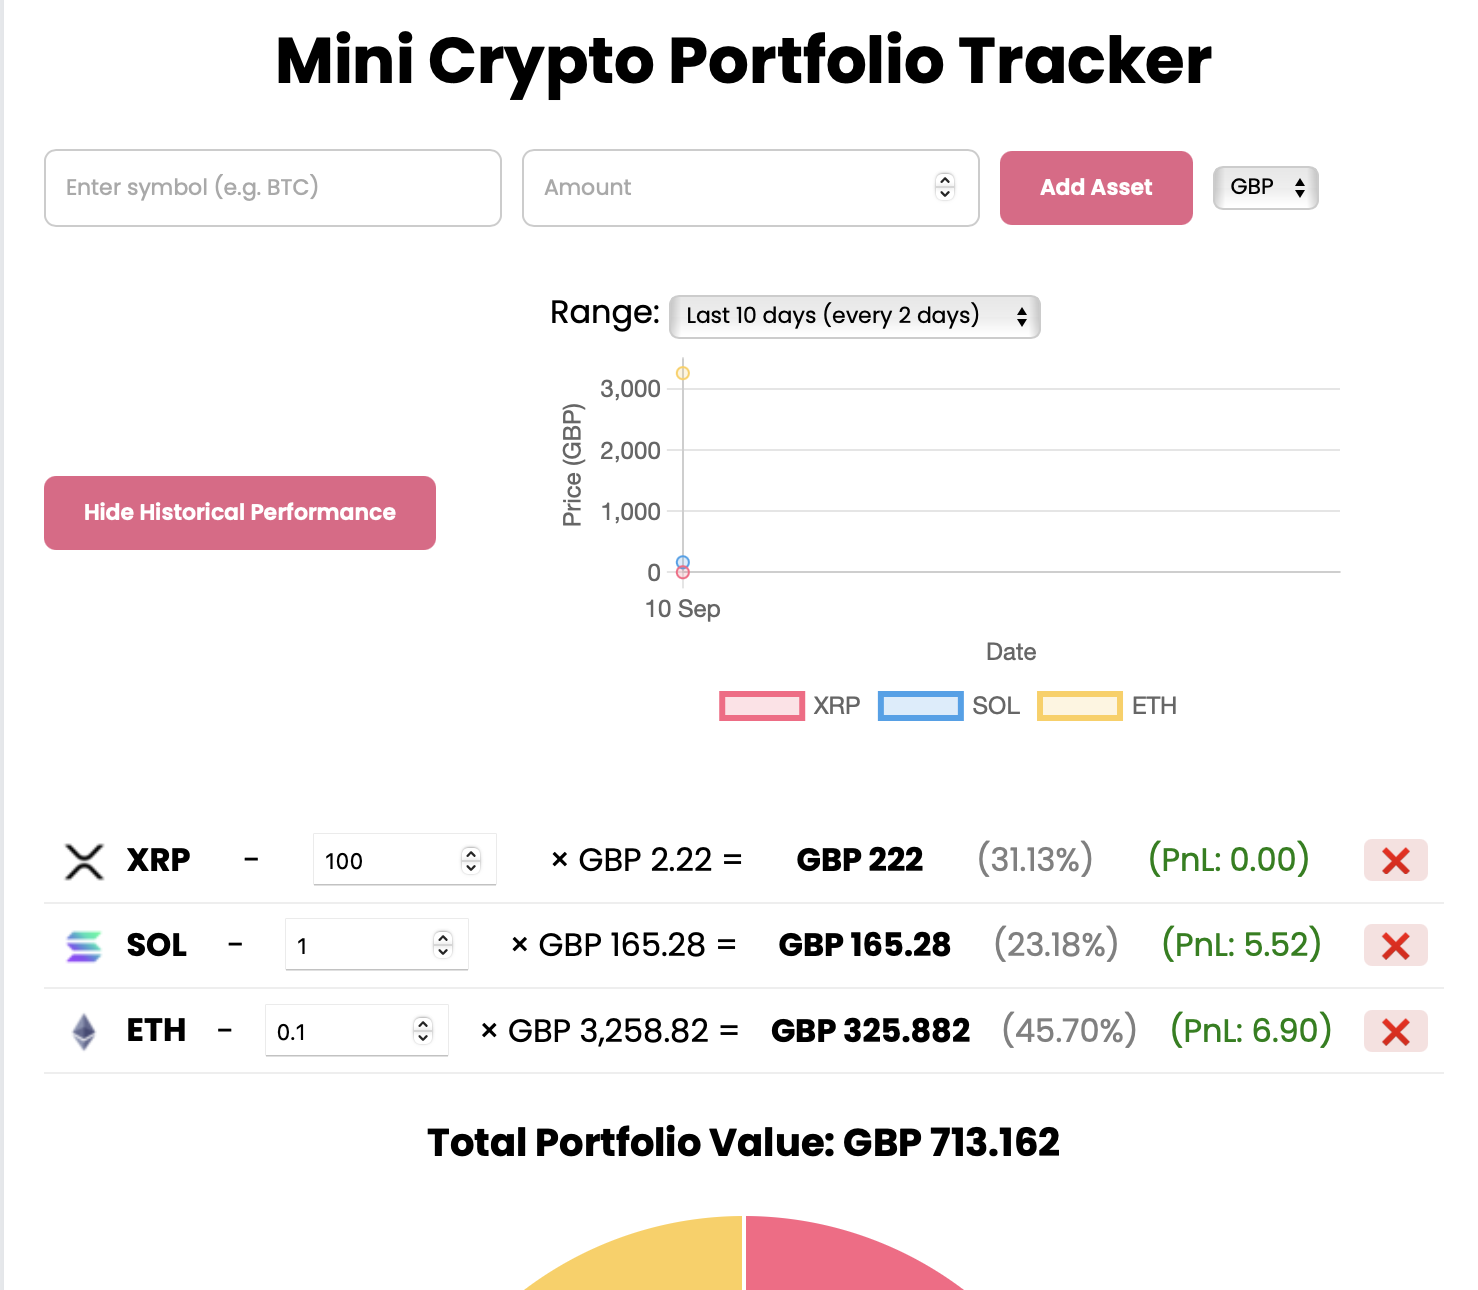 Mini Crypto Portfolio Tracker
Enter symbol (e.g. BTC) Amount Add Asset GBP
Range: Last 10 days (every 2 days)
3,000
2,000
1,000
0
Price (GBP)
Hide Historical Performance
10 Sep
Date
XRP SOL ETH
XRP - 100 × GBP 2.22 = GBP 222 (31.13%) (PnL: 0.00)
SOL - 1 × GBP 165.28 = GBP 165.28 (23.18%) (PnL: 5.52)
ETH - 0.1 × GBP 3,258.82 = GBP 325.882 (45.70%) (PnL: 6.90)
Total Portfolio Value: GBP 713.162